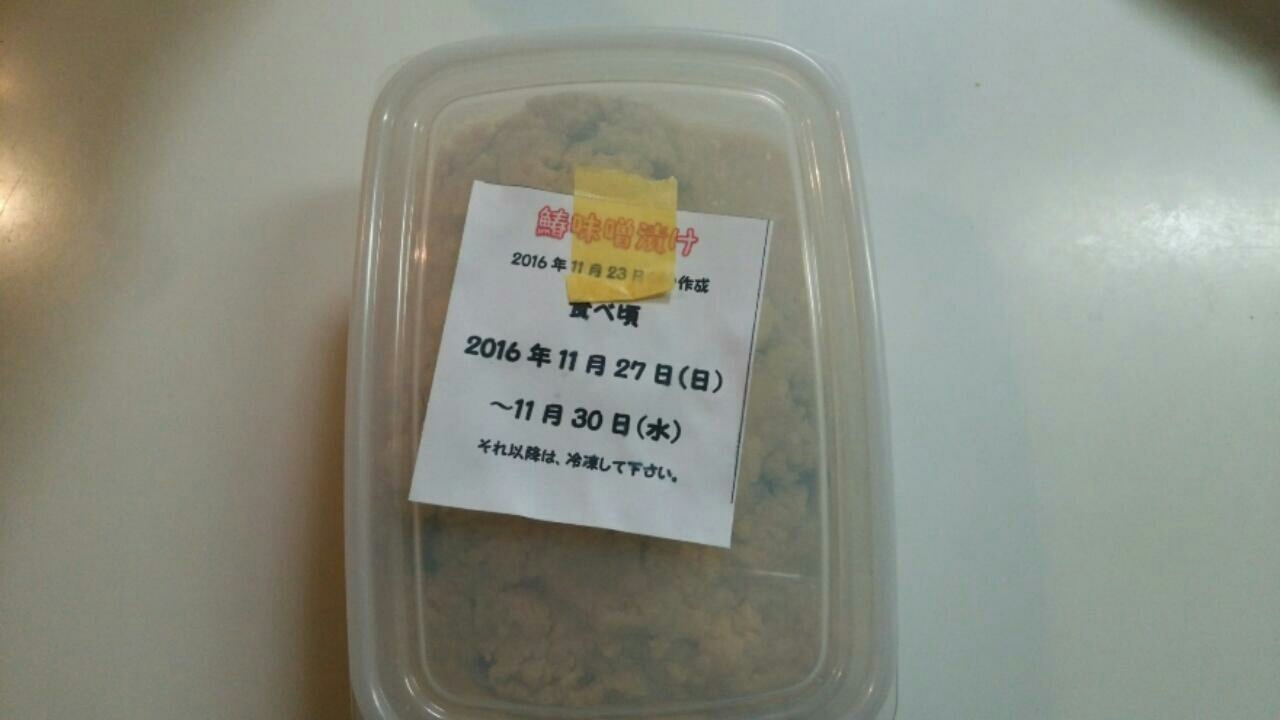 鰆味噌漬け
2016年11月23日 作成
食べ頃
2016年11月27日(日)
～11月30日(水)
それ以降は、冷凍して下さい。